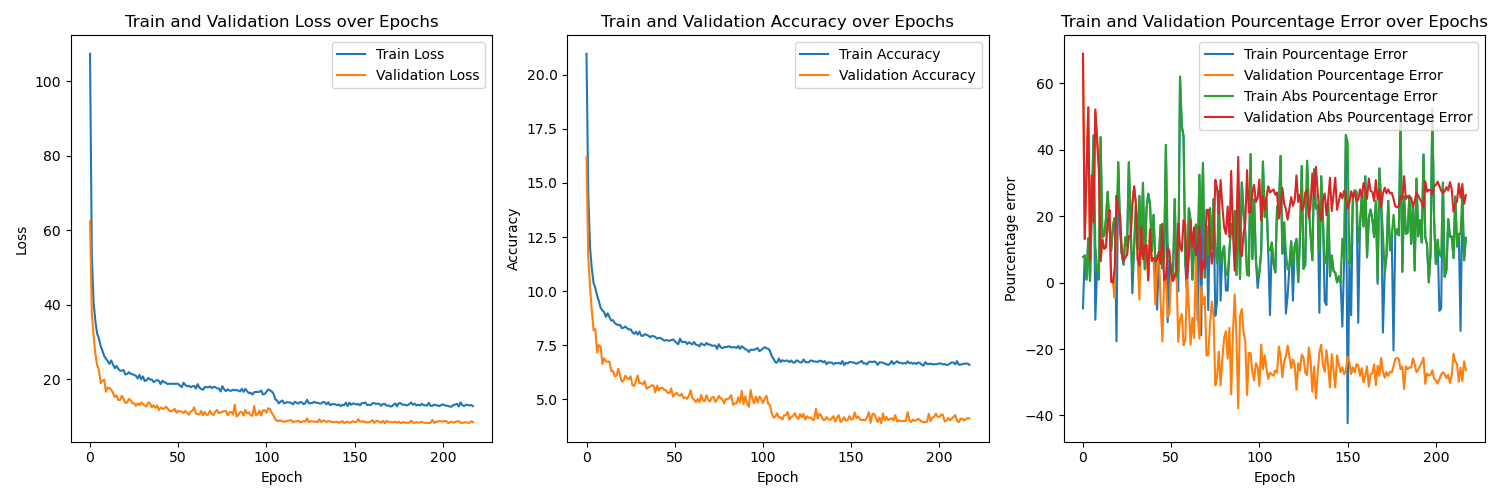 Train and Validation Loss over Epochs
Train Loss
Validation Loss
Loss
100
80
60
40
20
0
50
100
150
200
Epoch
Train and Validation Accuracy over Epochs
Train Accuracy
Validation Accuracy
Accuracy
20.0
17.5
15.0
12.5
10.0
7.5
5.0
0
50
100
150
200
Epoch
Train and Validation Pourcentage Error over Epochs
Train Pourcentage Error
Validation Pourcentage Error
Train Abs Pourcentage Error
Validation Abs Pourcentage Error
Pourcentage error
60
40
20
0
−20
−40
0
50
100
150
200
Epoch